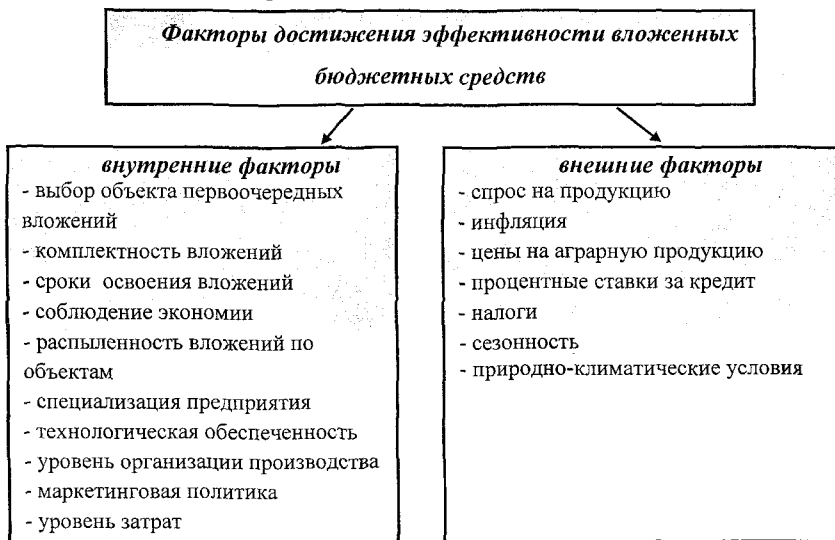 Факторы достижения эффективности вложенных
бюджетных средств
внутренние факторы
- выбор объекта первоочередных
вложений
- комплектность вложений
- сроки освоения вложений
- соблюдение экономии
- распыленность вложений по
объектам
- специализация предприятия
- технологическая обеспеченность
- уровень организации производства
- маркетинговая политика
- уровень затрат
внешние факторы
- спрос на продукцию
- инфляция
- цены на аграрную продукцию
- процентные ставки за кредит
- налоги
- сезонность
- природно-климатические условия